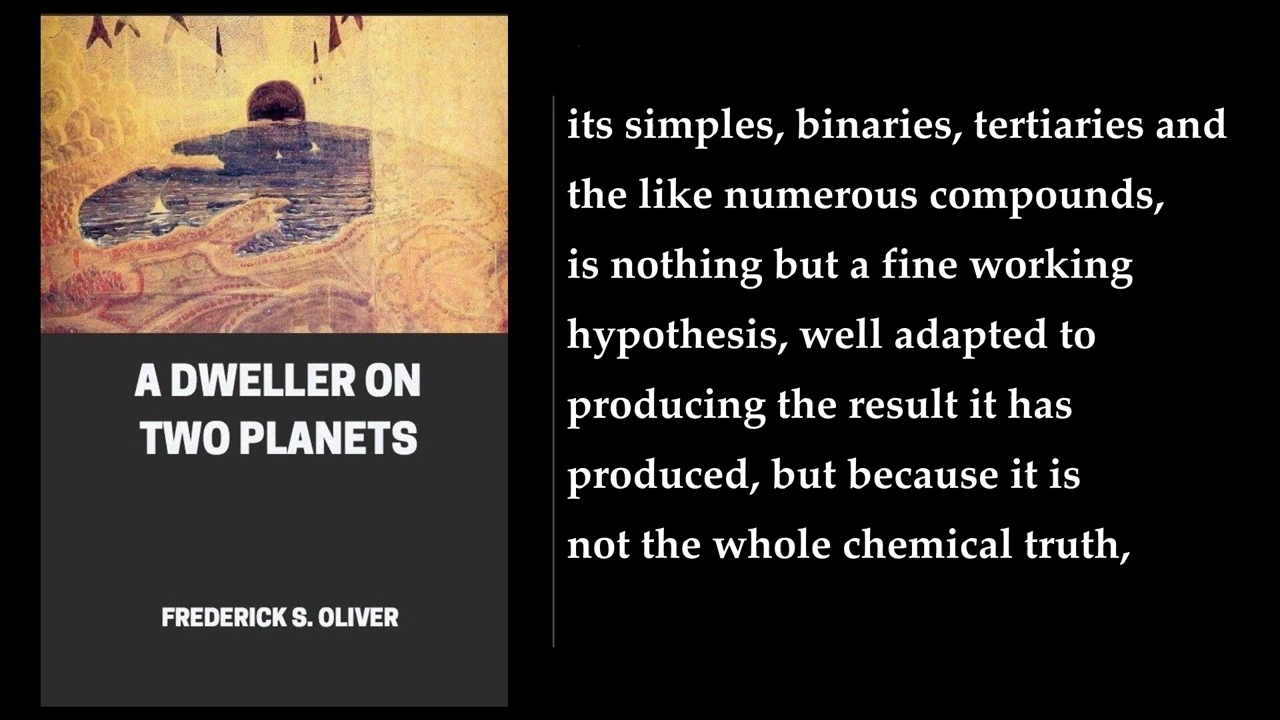 A DWELLER ON
TWO PLANETS
FREDERICK S. OLIVER
its simples, binaries, tertiaries and
the like numerous compounds,
is nothing but a fine working
hypothesis, well adapted to
producing the result it has
produced, but because it is
not the whole chemical truth,